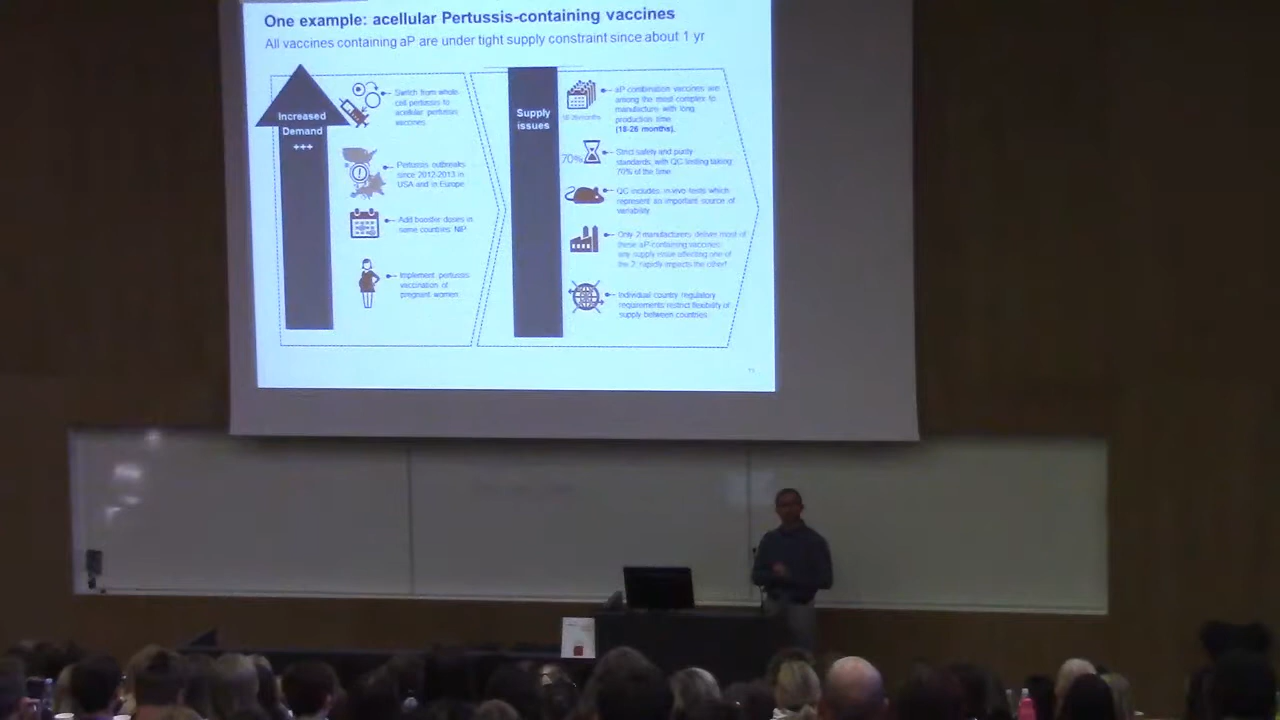 One example: acellular Pertussis-containing vaccines
All vaccines containing aP are under tight supply constraint since about 1 yr
Increased
Demand
+++
Switch from whole
cell pertussis to
acellular pertussis
vaccines.
Pertussis outbreaks
since 2012-2013 in
USA and in Europe
Add booster doses in
some countries' NIP
Implement pertussis
vaccination of
pregnant women
Supply
issues
18-26months
aP combination vaccines are
among the most complex to
manufacture with long
production time
(18-26 months).
70%
Strict safety and purity
standards, with QC testing taking
70% of the time
QC includes in-vivo tests which
represent an important source of
variability
Only 2 manufacturers deliver most of
these aP-containing vaccines:
any supply issue affecting one of
the 2, rapidly impacts the other!
Individual country regulatory
requirements restrict flexibility of
supply between countries